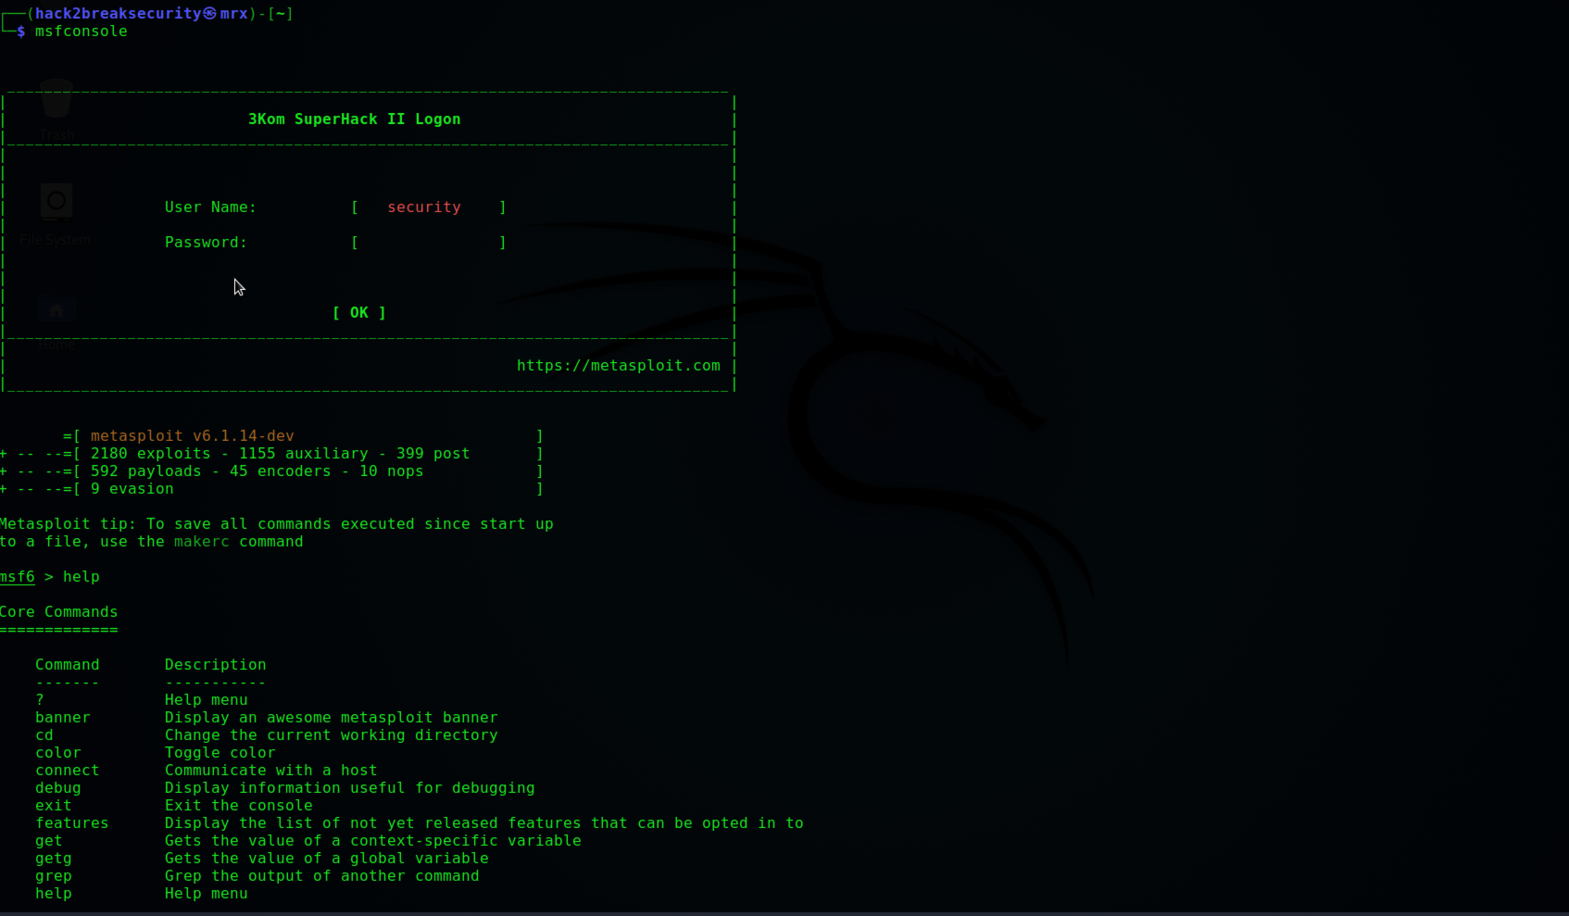 (hack2breaksecurity㉿mrx)-[~]
$ msfconsole
3Kom SuperHack II Logon
Trash
User Name: [ security ]
File System
Password: [ ]
[ OK ]
Home
https://metasploit.com
=[ metasploit v6.1.14-dev ]
+ -- --=[ 2180 exploits - 1155 auxiliary - 399 post ]
+ -- --=[ 592 payloads - 45 encoders - 10 nops ]
+ -- --=[ 9 evasion ]
Metasploit tip: To save all commands executed since start up
to a file, use the makerc command
msf6 > help
Core Commands
=============
Command Description
------- -----------
? Help menu
banner Display an awesome metasploit banner
cd Change the current working directory
color Toggle color
connect Communicate with a host
debug Display information useful for debugging
exit Exit the console
features Display the list of not yet released features that can be opted in to
get Gets the value of a context-specific variable
getg Gets the value of a global variable
grep Grep the output of another command
help Help menu